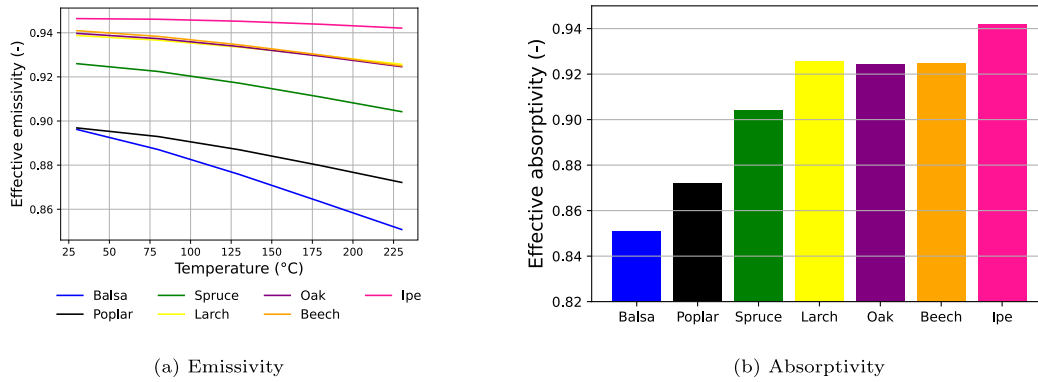 0.94
0.92
0.90
0.88
0.86
Effective emissivity (-)
25 50 75 100 125 150 175 200 225
Temperature (°C)
Balsa Spruce Oak Ipe
Poplar Larch Beech
(a) Emissivity
0.94
0.92
0.90
0.88
0.86
0.84
0.82
Effective absorptivity (-)
Balsa Poplar Spruce Larch Oak Beech Ipe
(b) Absorptivity